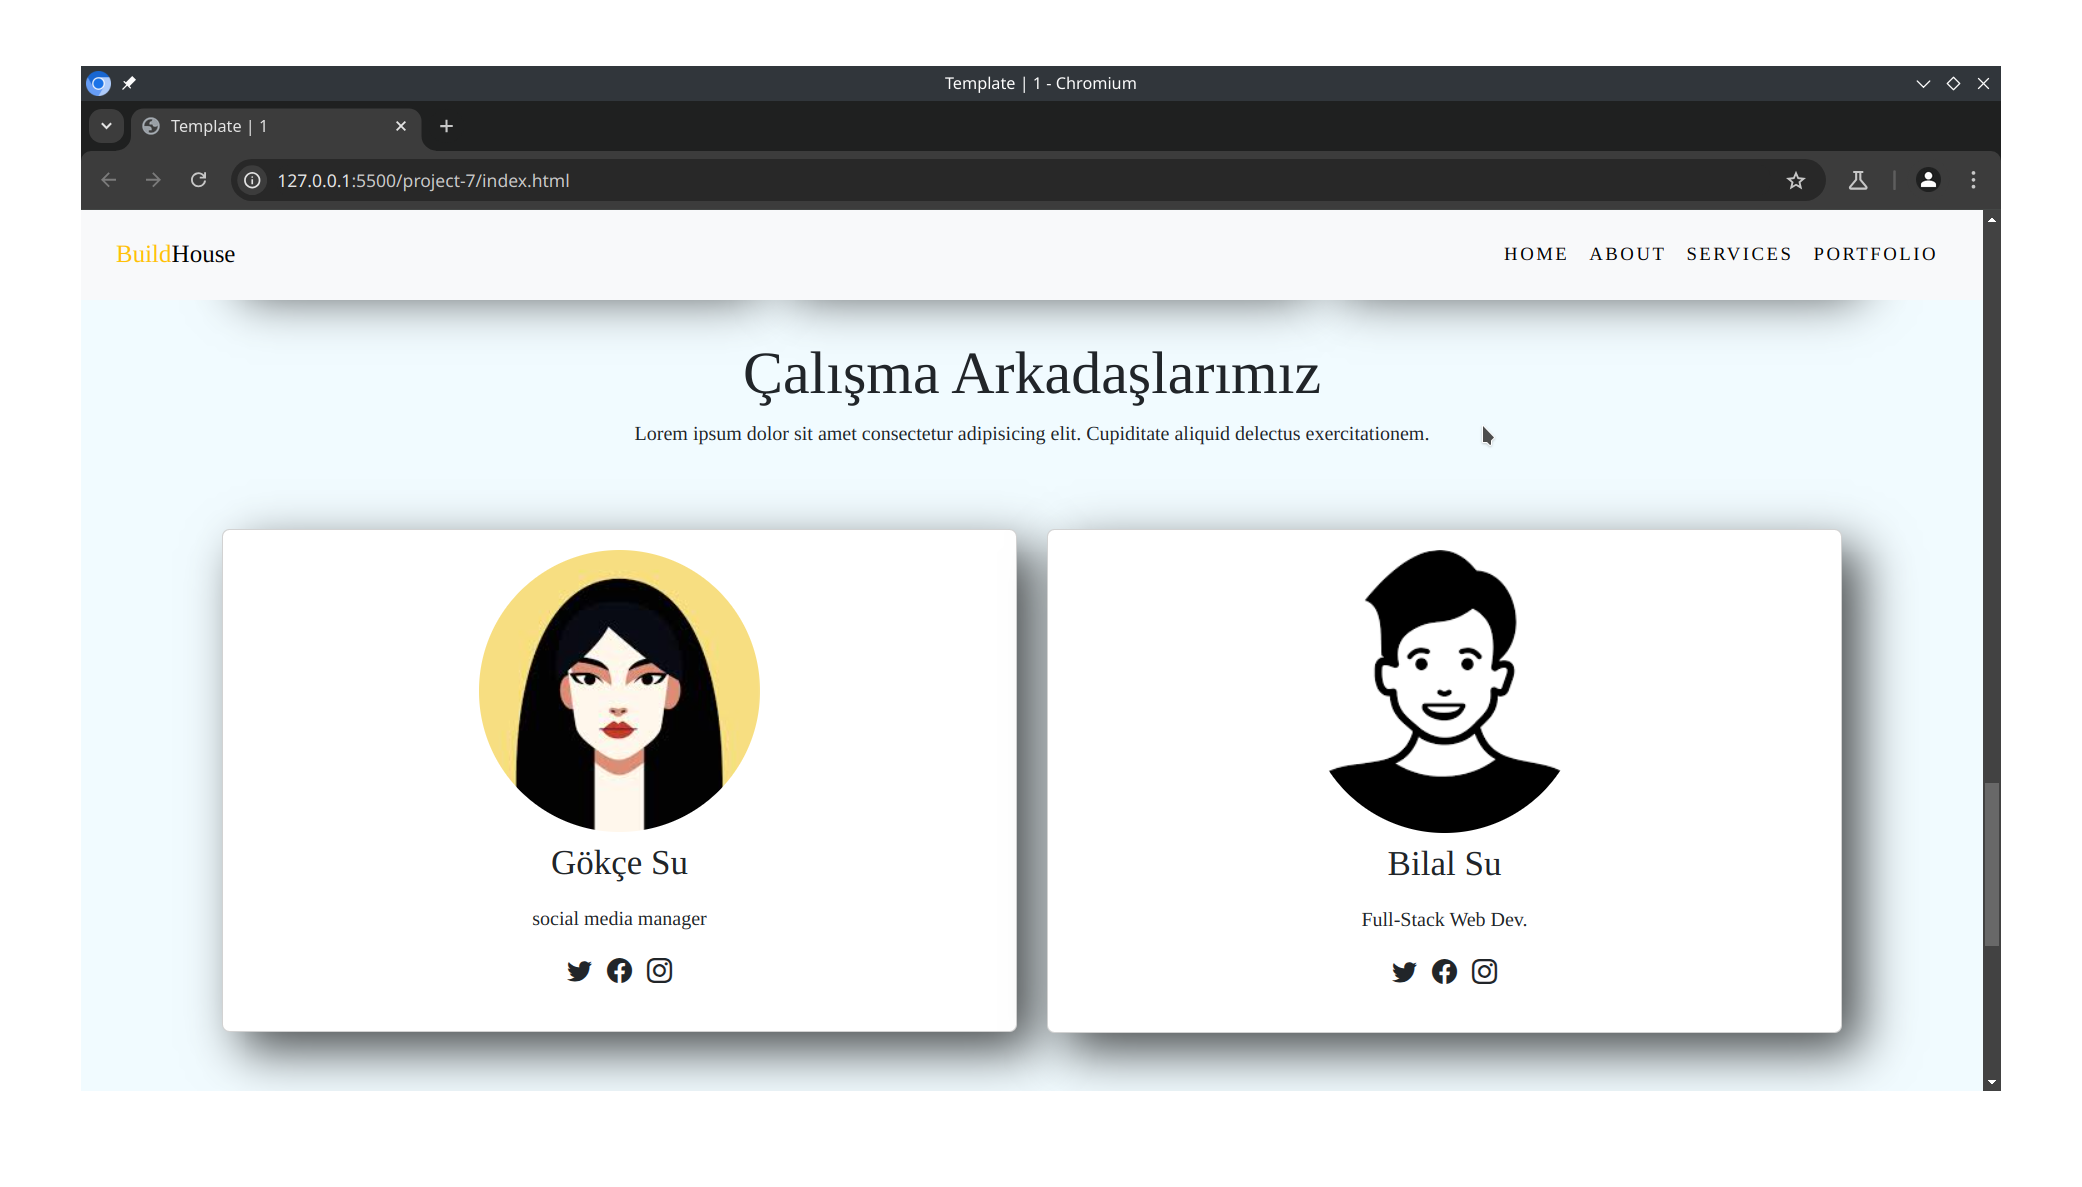 Template | 1 - Chromium
Template | 1
127.0.0.1:5500/project-7/index.html
BuildHouse
HOME ABOUT SERVICES PORTFOLIO
Çalışma Arkadaşlarımız
Lorem ipsum dolor sit amet consectetur adipisicing elit. Cupiditate aliquid delectus exercitationem.
Gökçe Su
social media manager
Bilal Su
Full-Stack Web Dev.